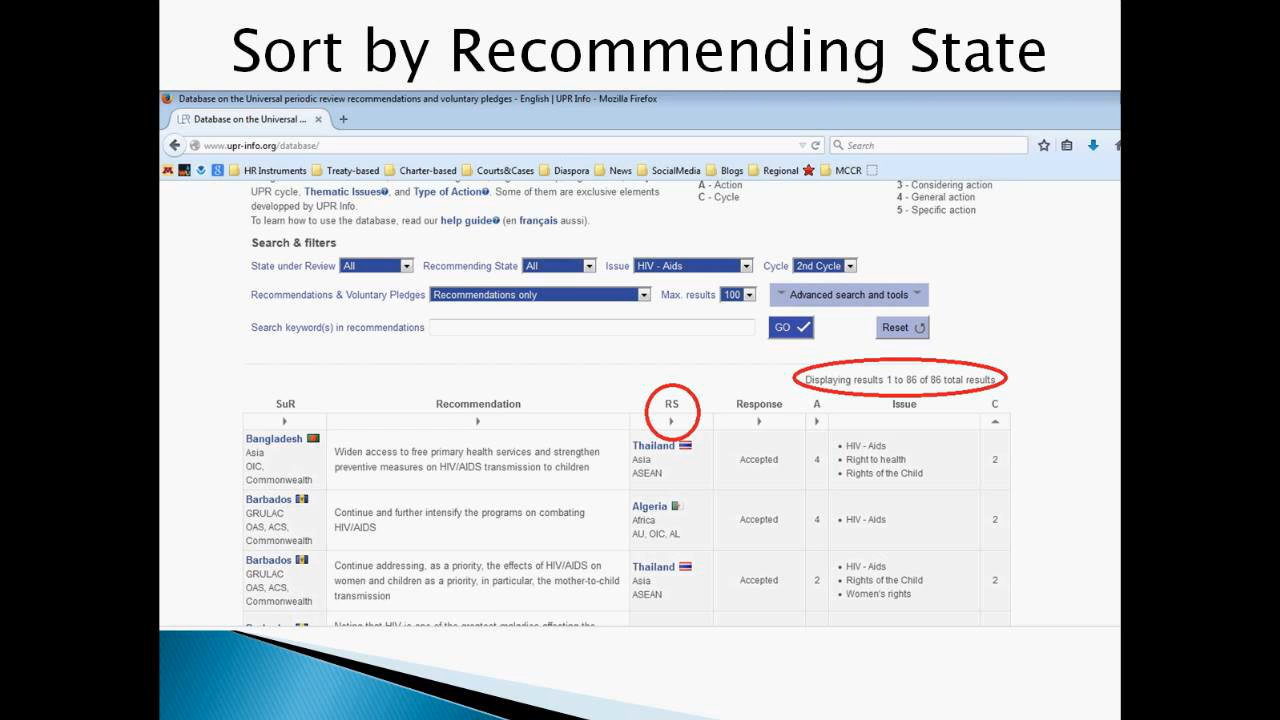 Sort by Recommending State
Database on the Universal periodic review recommendations and voluntary pledges - English | UPR Info - Mozilla Firefox
UPR Database on the Universal ... × +
www.upr-info.org/database/ Search
HR Instruments Treaty-based Charter-based Courts&Cases Diaspora News SocialMedia Blogs Regional MCCR
UPR cycle, Thematic Issues?, and Type of Action?. Some of them are exclusive elements
developped by UPR Info.
To learn how to use the database, read our help guide? (en français aussi).
A - Action
C - Cycle
3 - Considering action
4 - General action
5 - Specific action
Search & filters
State under Review All Recommending State All Issue HIV - Aids Cycle 2nd Cycle
Recommendations & Voluntary Pledges Recommendations only Max. results 100 Advanced search and tools
Search keyword(s) in recommendations GO Reset
Displaying results 1 to 86 of 86 total results
SuR Recommendation RS Response A Issue C
Bangladesh
Asia
OIC,
Commonwealth
Widen access to free primary health services and strengthen
preventive measures on HIV/AIDS transmission to children
Thailand
Asia
ASEAN
Accepted
4
• HIV - Aids
• Right to health
• Rights of the Child
2
Barbados
GRULAC
OAS, ACS,
Commonwealth
Continue and further intensify the programs on combating
HIV/AIDS
Algeria
Africa
AU, OIC, AL
Accepted
4
• HIV - Aids
2
Barbados
GRULAC
OAS, ACS,
Commonwealth
Continue addressing, as a priority, the effects of HIV/AIDS on
women and children as a priority, in particular, the mother-to-child
transmission
Thailand
Asia
ASEAN
Accepted
2
• HIV - Aids
• Rights of the Child
• Women's rights
2
Noting that HIV is one of the greatest maladies affecting the